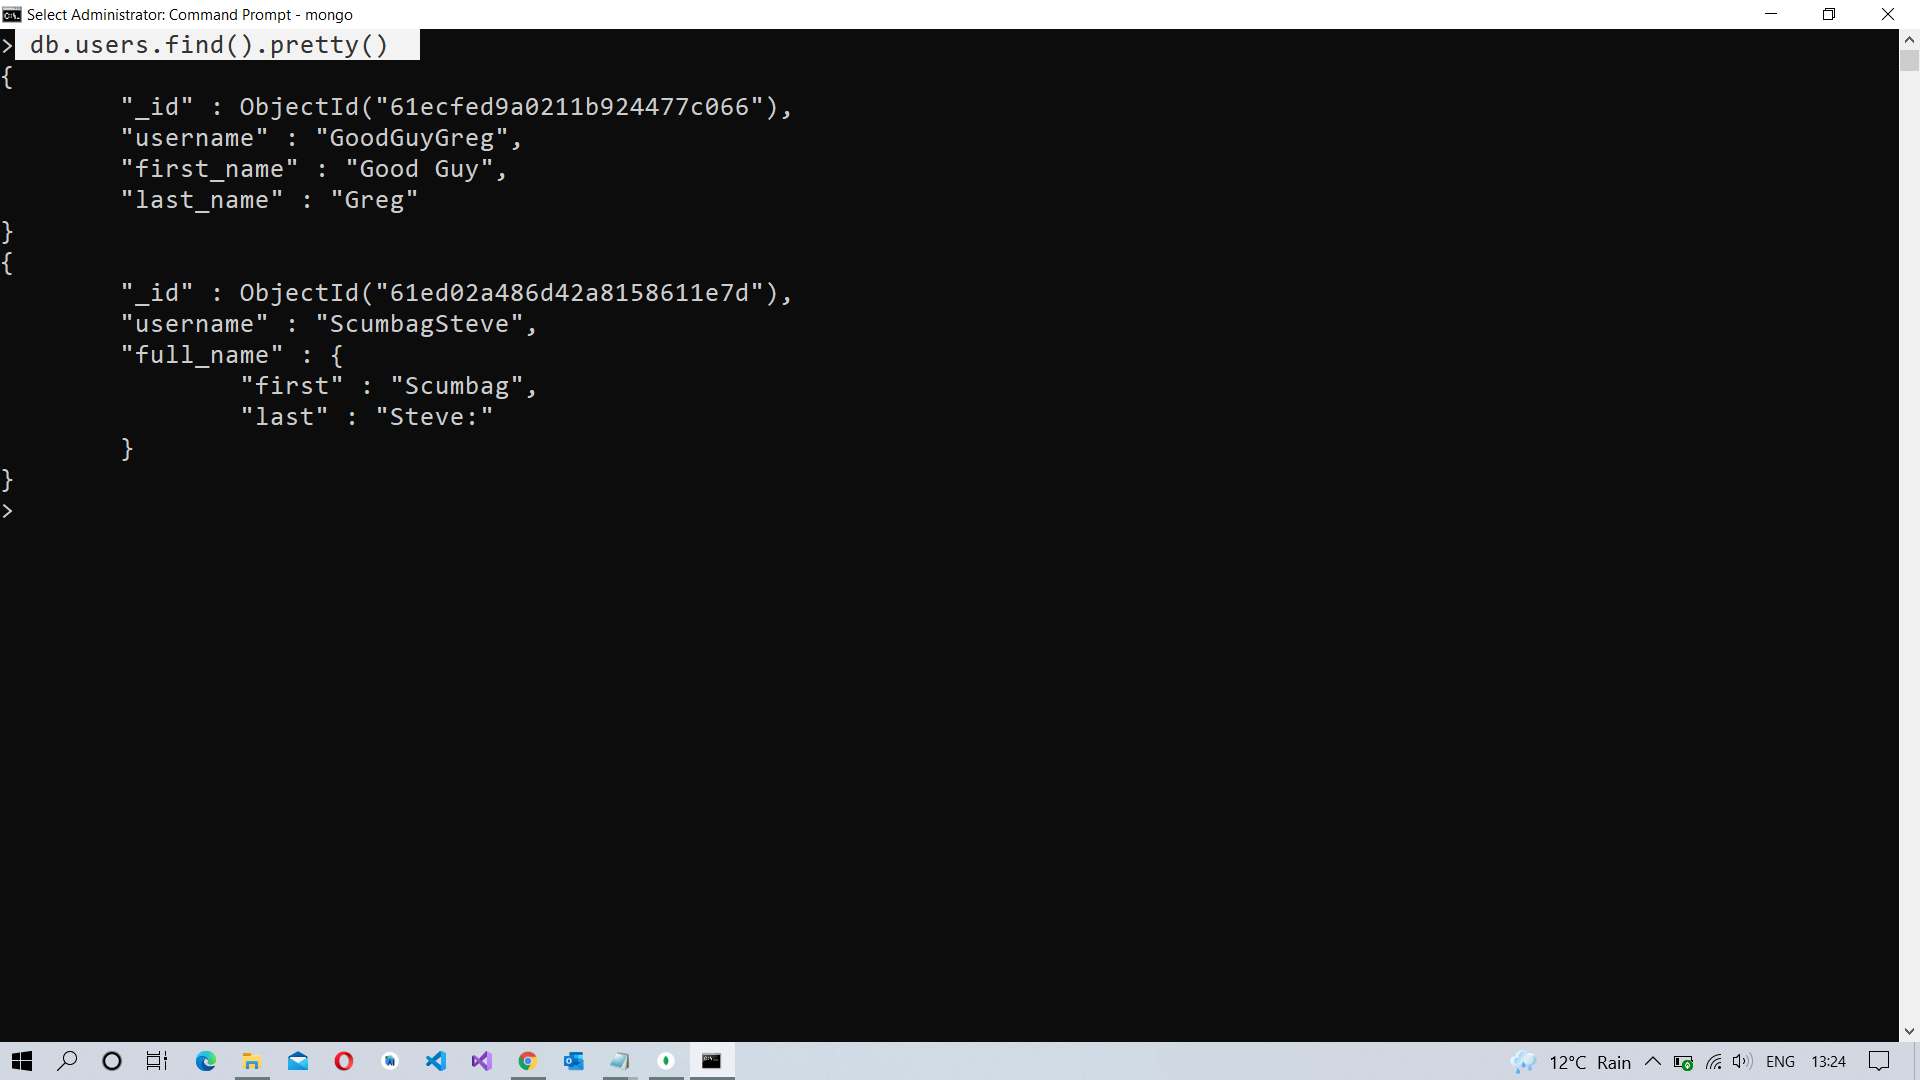 Select Administrator: Command Prompt - mongo
> db.users.find().pretty()
{
"_id" : ObjectId("61ecfed9a0211b924477c066"),
"username" : "GoodGuyGreg",
"first_name" : "Good Guy",
"last_name" : "Greg"
}
{
"_id" : ObjectId("61ed02a486d42a8158611e7d"),
"username" : "ScumbagSteve",
"full_name" : {
"first" : "Scumbag",
"last" : "Steve:"
}
}
>
12°C Rain ENG 13:24